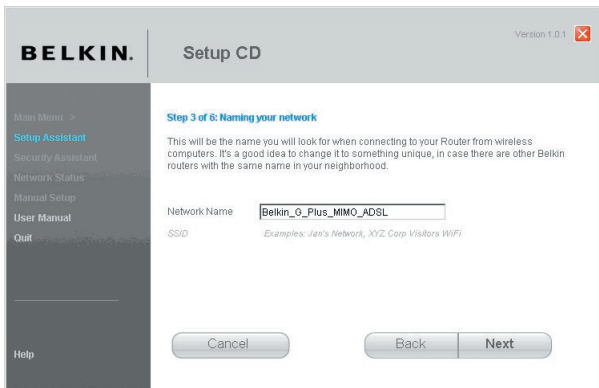 Version 1.0.1
BELKIN.
Setup CD
Main Menu >
Setup Assistant
Security Assistant
Network Status
Manual Setup
User Manual
Quit
Help
Step 3 of 6: Naming your network
This will be the name you will look for when connecting to your Router from wireless
computers. It's a good idea to change it to something unique, in case there are other Belkin
routers with the same name in your neighborhood.
Network Name Belkin_G_Plus_MIMO_ADSL
SSID Examples: Jan's Network, XYZ Corp Visitors WiFi
Cancel Back Next